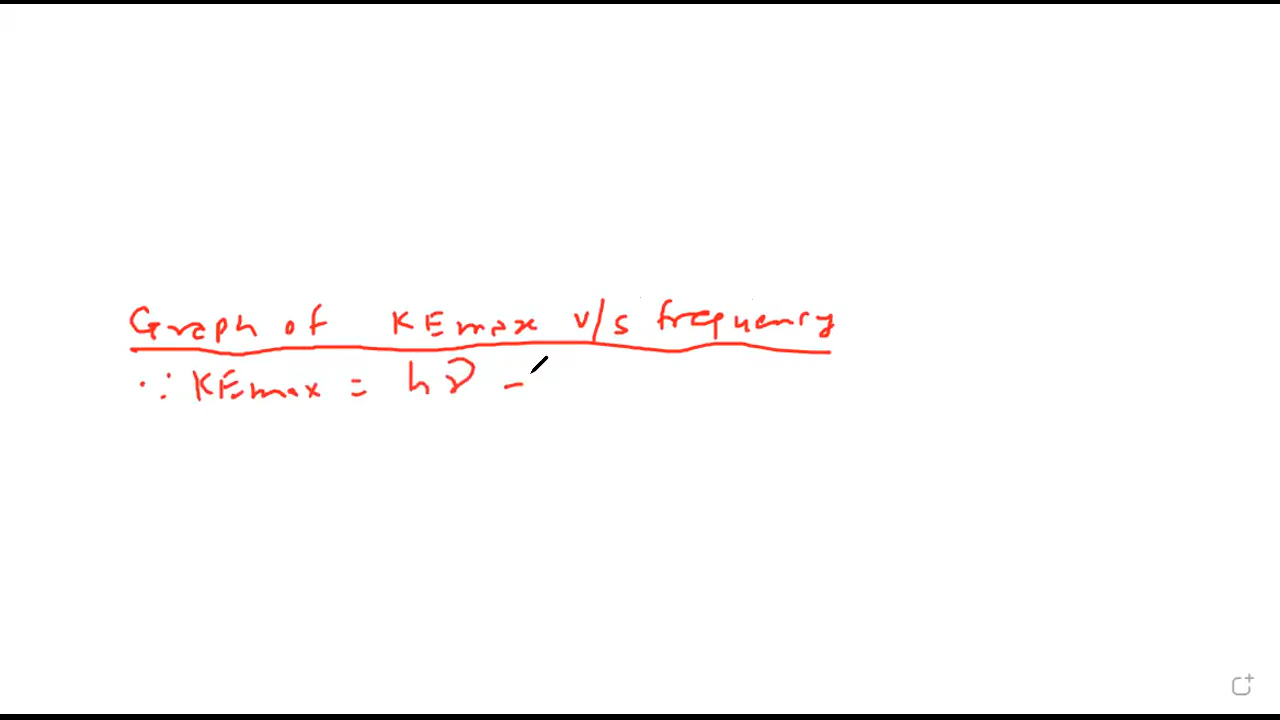 Graph of KEmax v/s frequency
∵ KEmax = hν -